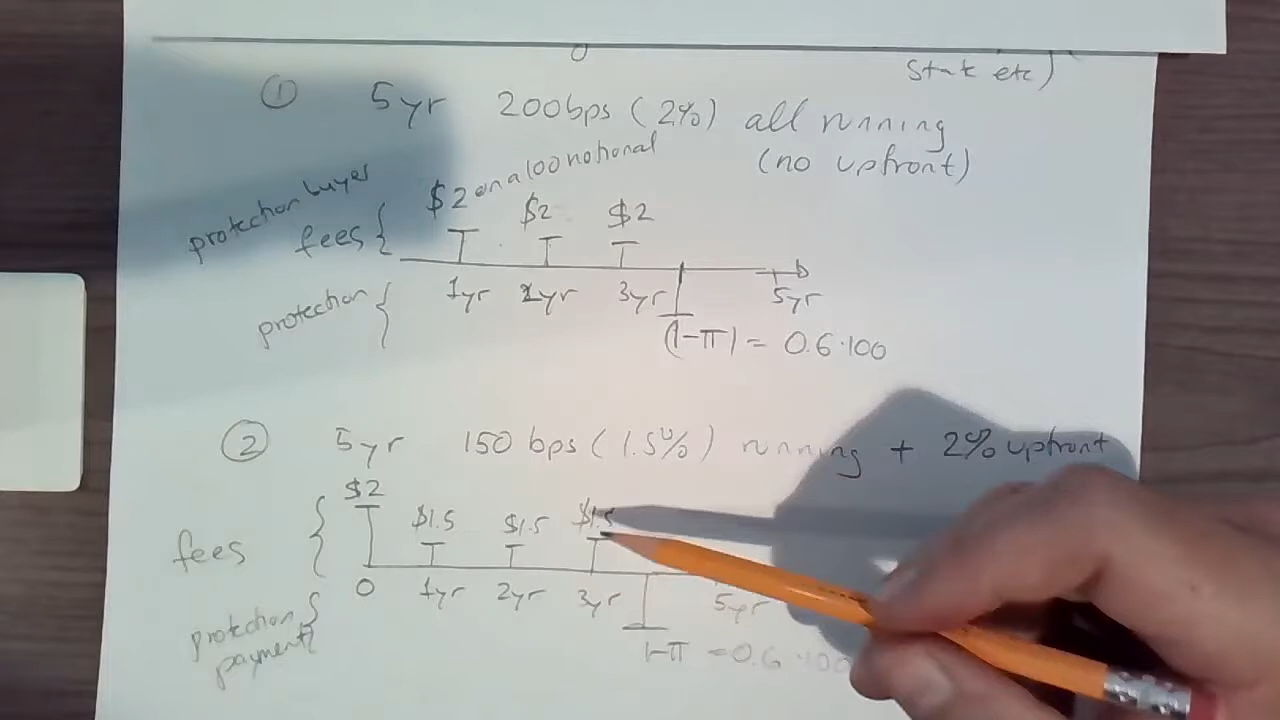 state etc)
① 5yr 200bps (2%) all running
(no upfront)
protection buyer
$2 on a 100 notional
$2 $2
fees {
1yr 2yr 3yr 5yr
protection {
(1-π) = 0.6·100
② 5yr 150 bps (1.5%) running + 2% upfront
$2
$1.5 $1.5 $1.5
fees {
0 1yr 2yr 3yr 5yr
protection
payment
1-π = 0.6·100